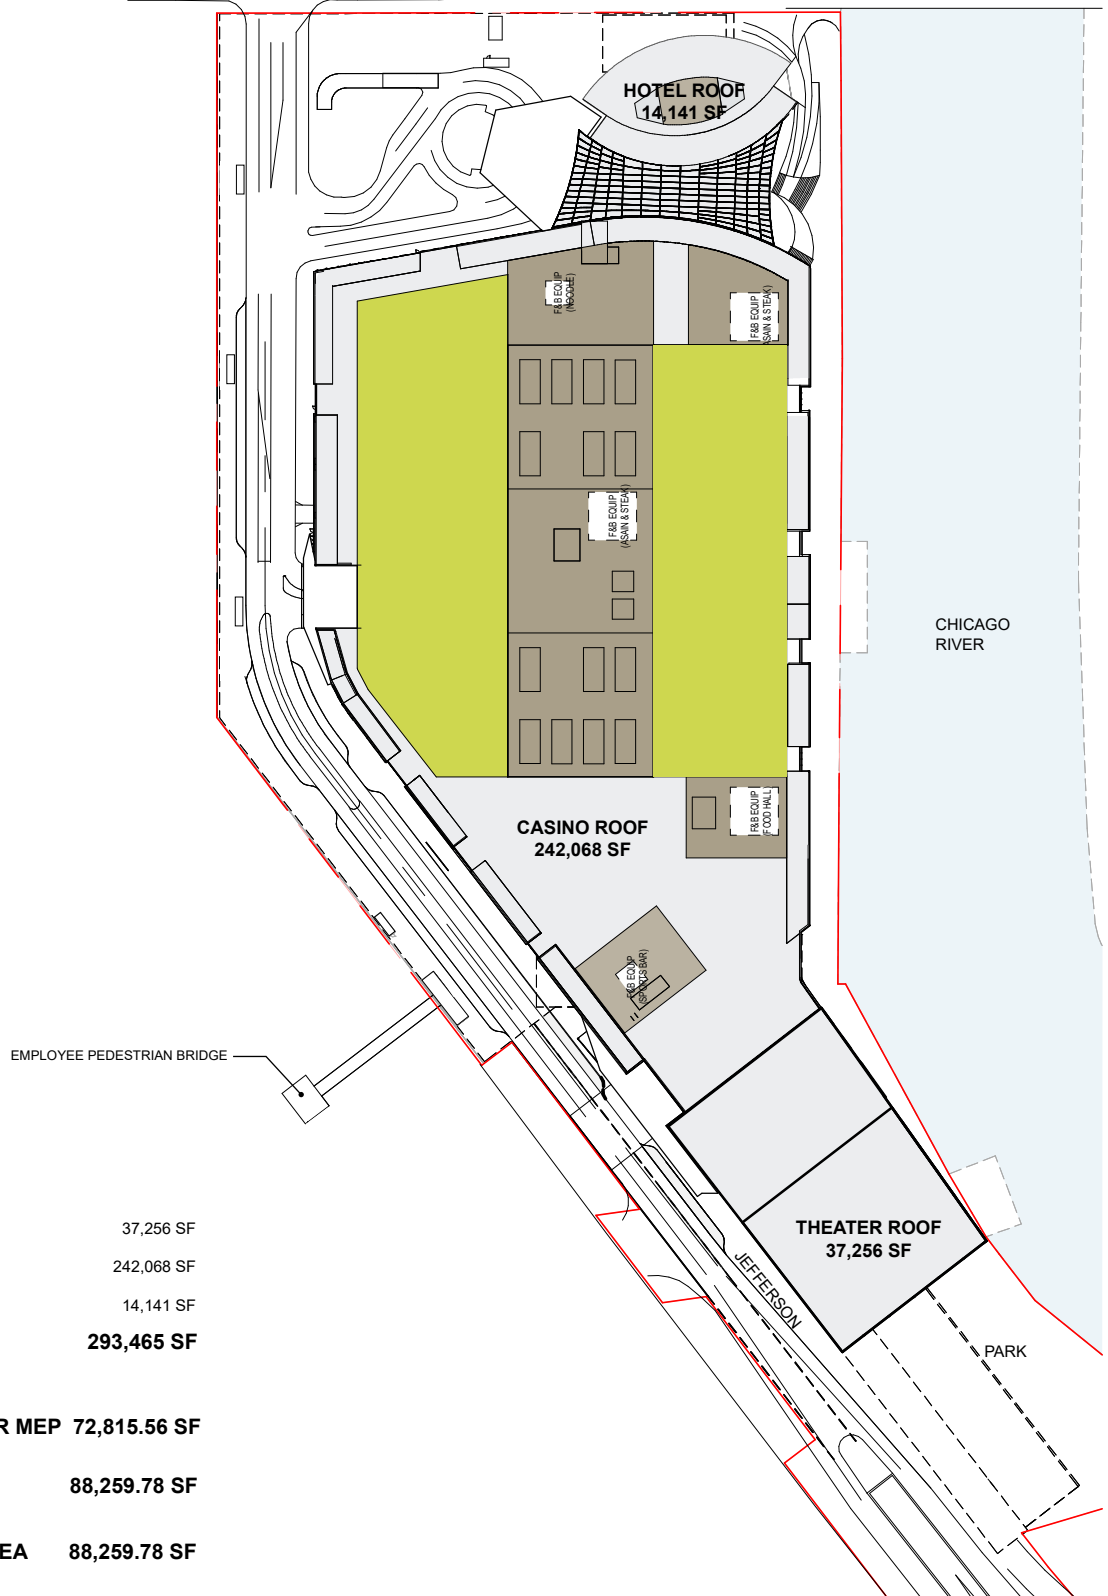 HOTEL ROOF
14,141 SF
F&B EQUIP
(NOODLE)
F&B EQUIP
(ASAIN & STEAK)
F&B EQUIP
(ASAIN & STEAK)
CHICAGO
RIVER
F&B EQUIP
(FOOD HALL)
CASINO ROOF
242,068 SF
F&B EQUIP
(SPORTS BAR)
EMPLOYEE PEDESTRIAN BRIDGE
37,256 SF
242,068 SF
14,141 SF
293,465 SF
THEATER ROOF
37,256 SF
JEFFERSON
PARK
R MEP 72,815.56 SF
88,259.78 SF
EA 88,259.78 SF